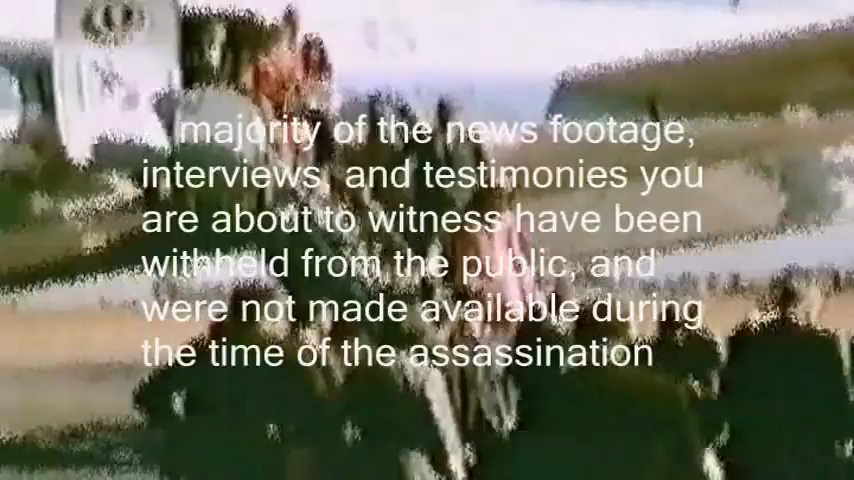 A majority of the news footage,
interviews, and testimonies you
are about to witness have been
withheld from the public, and
were not made available during
the time of the assassination